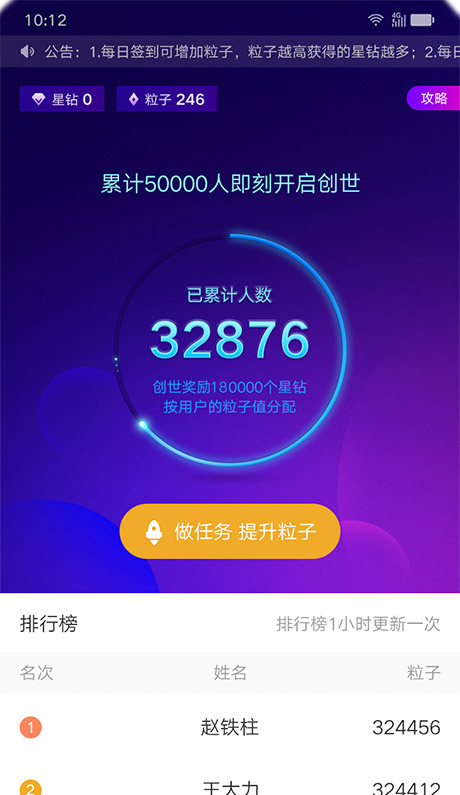 10:12
4G
公告：1.每日签到可增加粒子，粒子越高获得的星钻越多；2.每日
星钻 0
粒子 246
攻略
累计50000人即刻开启创世
已累计人数
32876
创世奖励180000个星钻
按用户的粒子值分配
做任务 提升粒子
排行榜
排行榜1小时更新一次
名次 姓名 粒子
1 赵铁柱 324456
2 王大力 324412